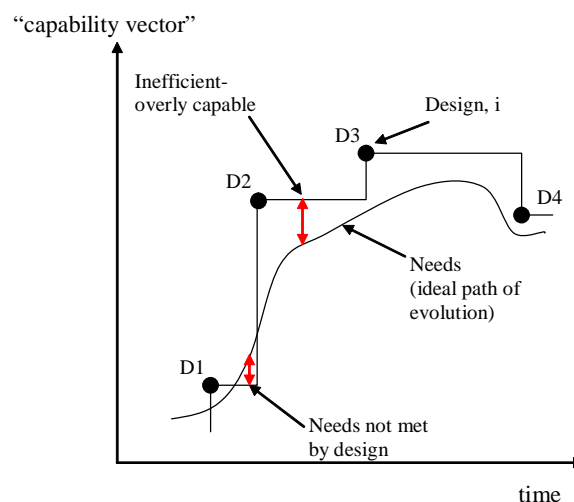 “capability vector”
Inefficient-
overly capable
Design, i
D3
D2
D4
Needs
(ideal path of
evolution)
D1
Needs not met
by design
time